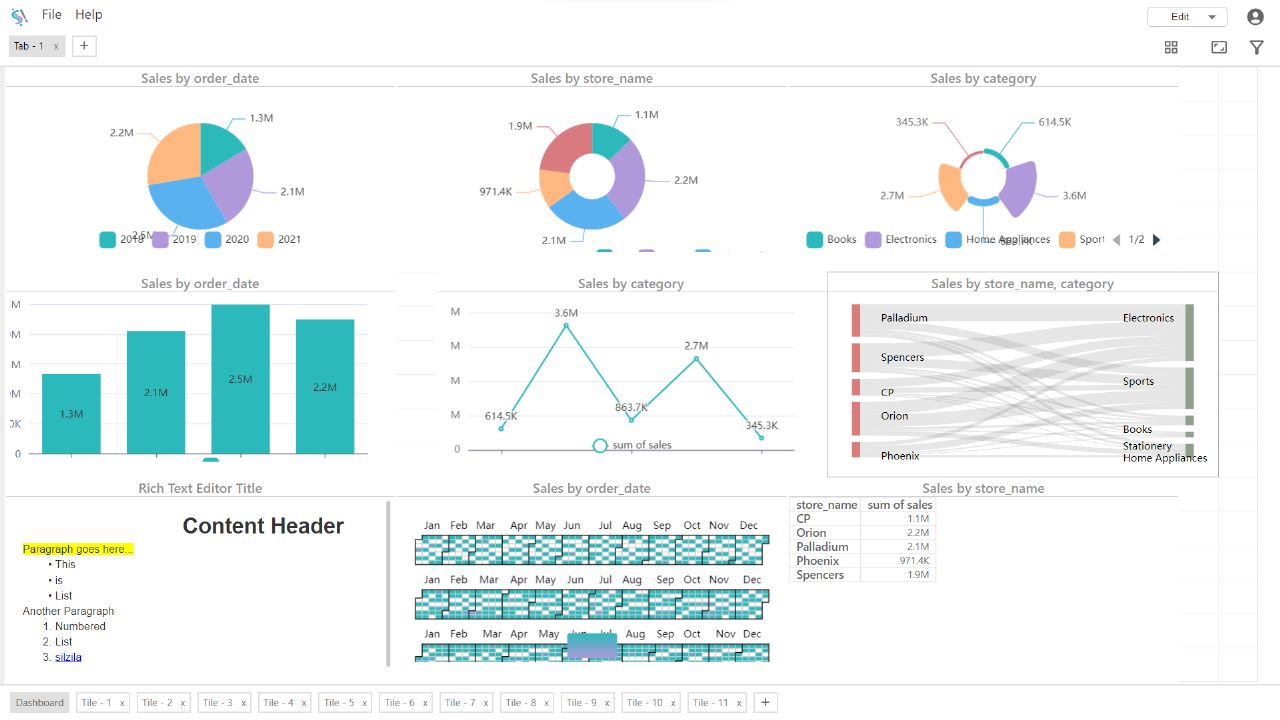 File Help
Edit
Tab - 1 x +
Sales by order_date
1.3M
2.2M
2.1M
2.5M
2018 2019 2020 2021
Sales by store_name
1.1M
1.9M
2.2M
971.4K
2.1M
Sales by category
345.3K 614.5K
2.7M 3.6M
Books Electronics Home Appliances Sport 1/2
Sales by order_date
M
M
M
0
1.3M 2.1M 2.5M 2.2M
Sales by category
M
M
M
M
0
3.6M
2.7M
614.5K 863.7K
345.3K
sum of sales
Sales by store_name, category
Palladium Electronics
Spencers
Sports
CP
Orion
Books
Stationery
Phoenix Home Appliances
Rich Text Editor Title
Content Header
Paragraph goes here...
• This
• is
• List
Another Paragraph
1. Numbered
2. List
3. silzila
Sales by order_date
Jan Feb Mar Apr May Jun Jul Aug Sep Oct Nov Dec
Jan Feb Mar Apr May Jun Jul Aug Sep Oct Nov Dec
Jan Feb Mar Apr May Jun Jul Aug Sep Oct Nov Dec
Sales by store_name
store_name sum of sales
CP 1.1M
Orion 2.2M
Palladium 2.1M
Phoenix 971.4K
Spencers 1.9M
Dashboard Tile - 1 x Tile - 2 x Tile - 3 x Tile - 4 x Tile - 5 x Tile - 6 x Tile - 7 x Tile - 8 x Tile - 9 x Tile - 10 x Tile - 11 x +